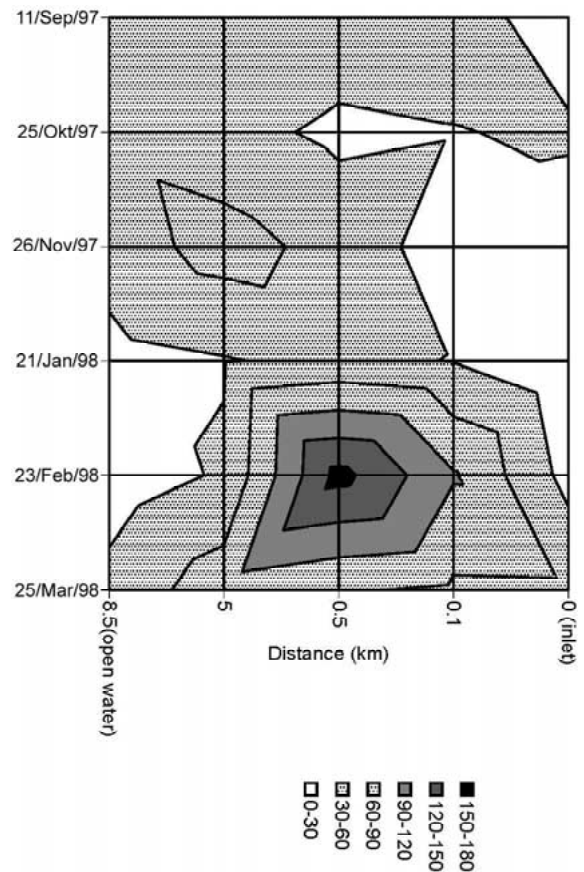 11/Sep/97
25/Okt/97
26/Nov/97
21/Jan/98
23/Feb/98
25/Mar/98
8.5(open water)
5
0.5
0.1
0 (inlet)
Distance (km)
150-180
120-150
90-120
60-90
30-60
0-30